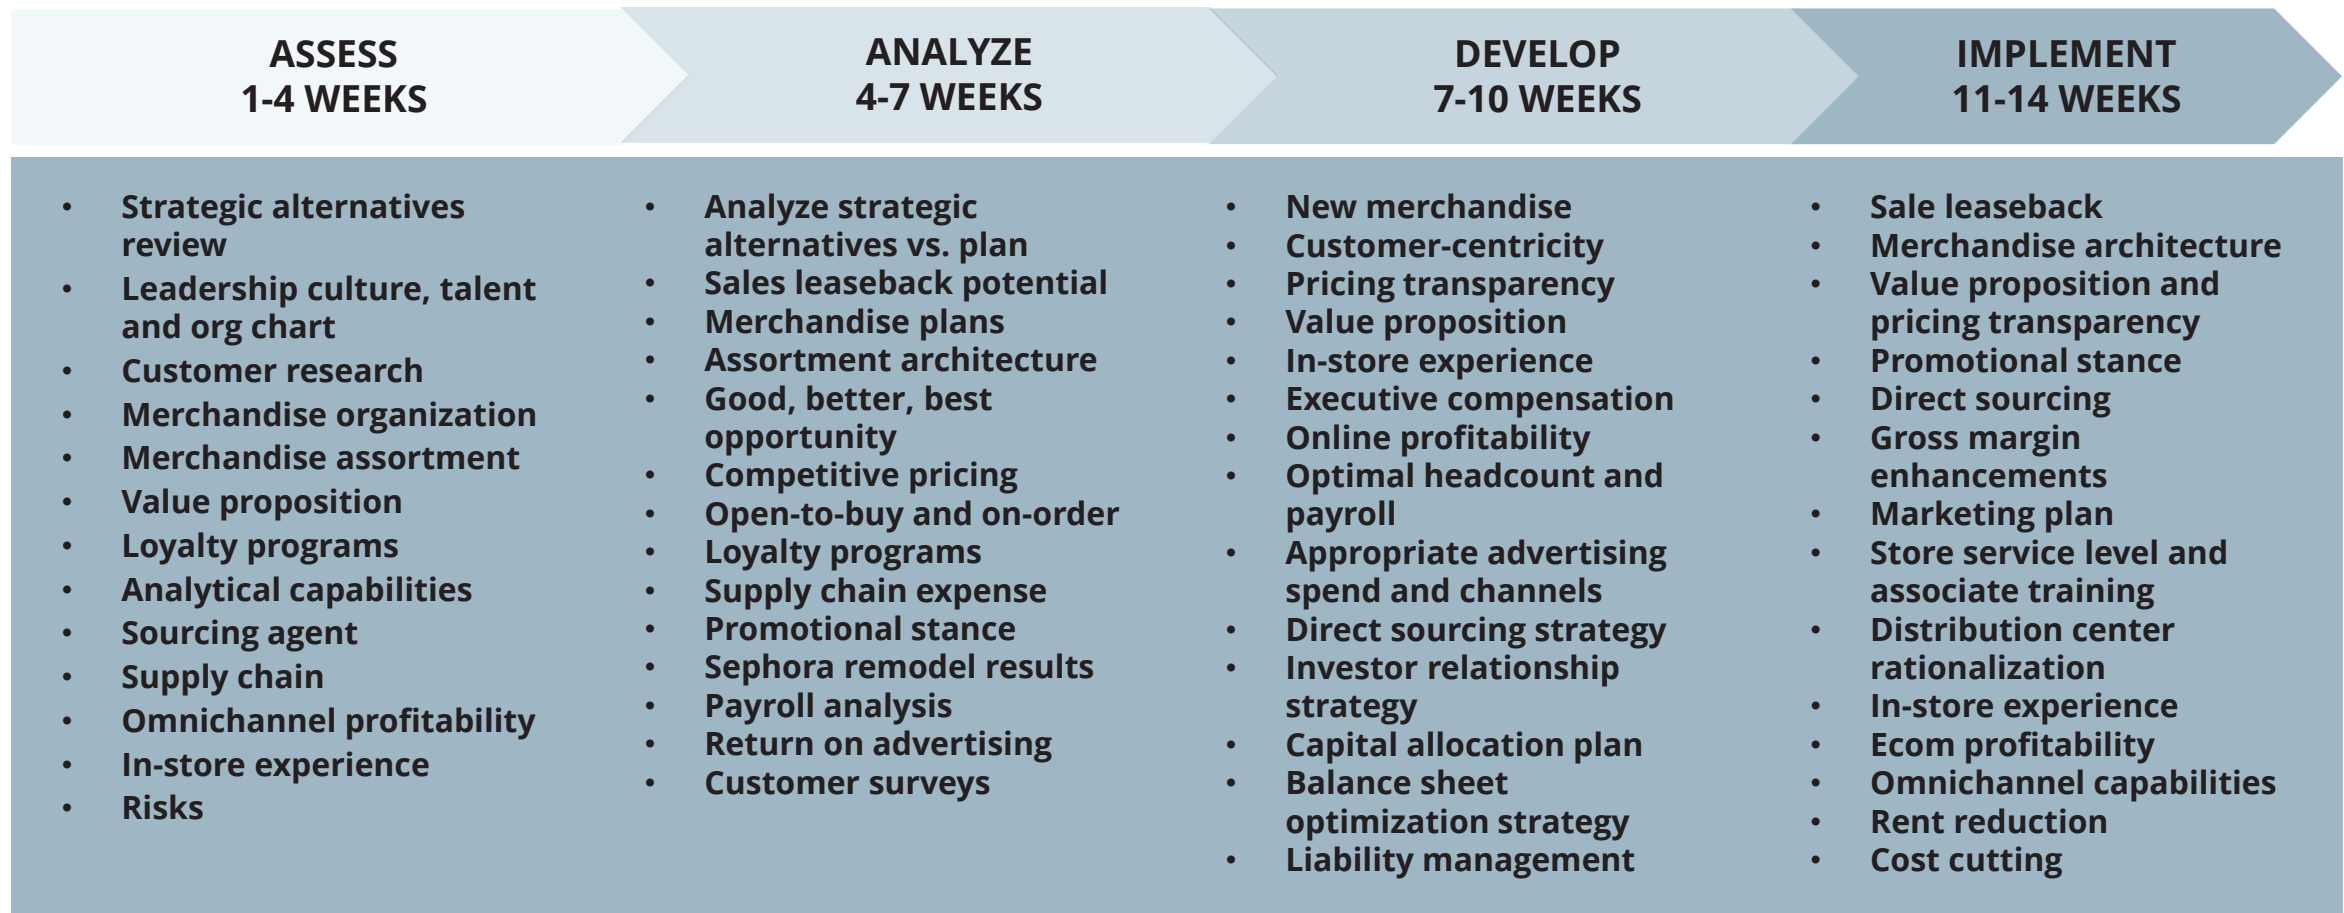 ASSESS
1-4 WEEKS
ANALYZE
4-7 WEEKS
DEVELOP
7-10 WEEKS
IMPLEMENT
11-14 WEEKS
• Strategic alternatives
review
• Leadership culture, talent
and org chart
• Customer research
• Merchandise organization
• Merchandise assortment
• Value proposition
• Loyalty programs
• Analytical capabilities
• Sourcing agent
• Supply chain
• Omnichannel profitability
• In-store experience
• Risks
• Analyze strategic
alternatives vs. plan
• Sales leaseback potential
• Merchandise plans
• Assortment architecture
• Good, better, best
opportunity
• Competitive pricing
• Open-to-buy and on-order
• Loyalty programs
• Supply chain expense
• Promotional stance
• Sephora remodel results
• Payroll analysis
• Return on advertising
• Customer surveys
• New merchandise
• Customer-centricity
• Pricing transparency
• Value proposition
• In-store experience
• Executive compensation
• Online profitability
• Optimal headcount and
payroll
• Appropriate advertising
spend and channels
• Direct sourcing strategy
• Investor relationship
strategy
• Capital allocation plan
• Balance sheet
optimization strategy
• Liability management
• Sale leaseback
• Merchandise architecture
• Value proposition and
pricing transparency
• Promotional stance
• Direct sourcing
• Gross margin
enhancements
• Marketing plan
• Store service level and
associate training
• Distribution center
rationalization
• In-store experience
• Ecom profitability
• Omnichannel capabilities
• Rent reduction
• Cost cutting